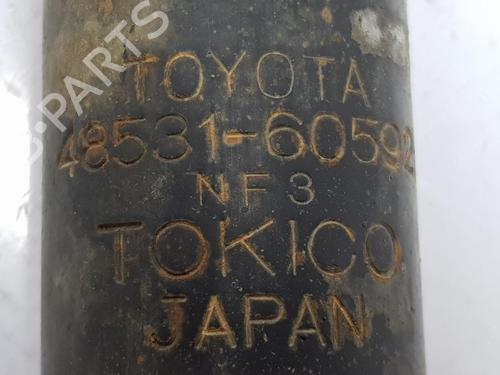 TOYOTA
48531-60592
NF3
TOKICO
JAPAN